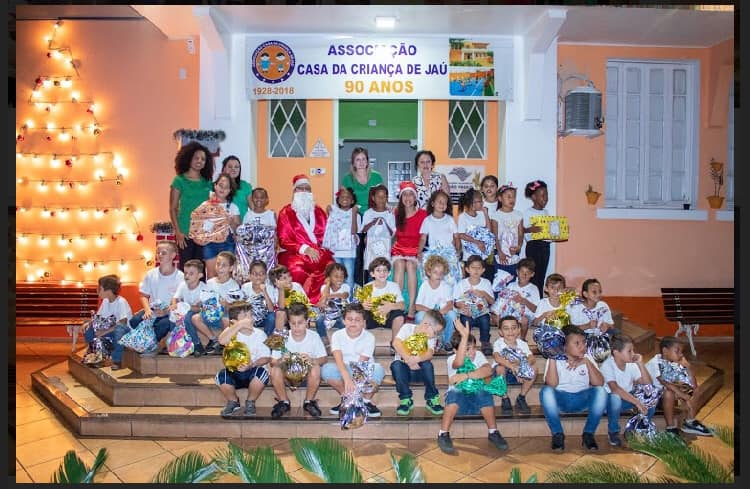 ASSOCIAÇÃO
CASA DA CRIANÇA DE JAÚ
1928-2018
90 ANOS